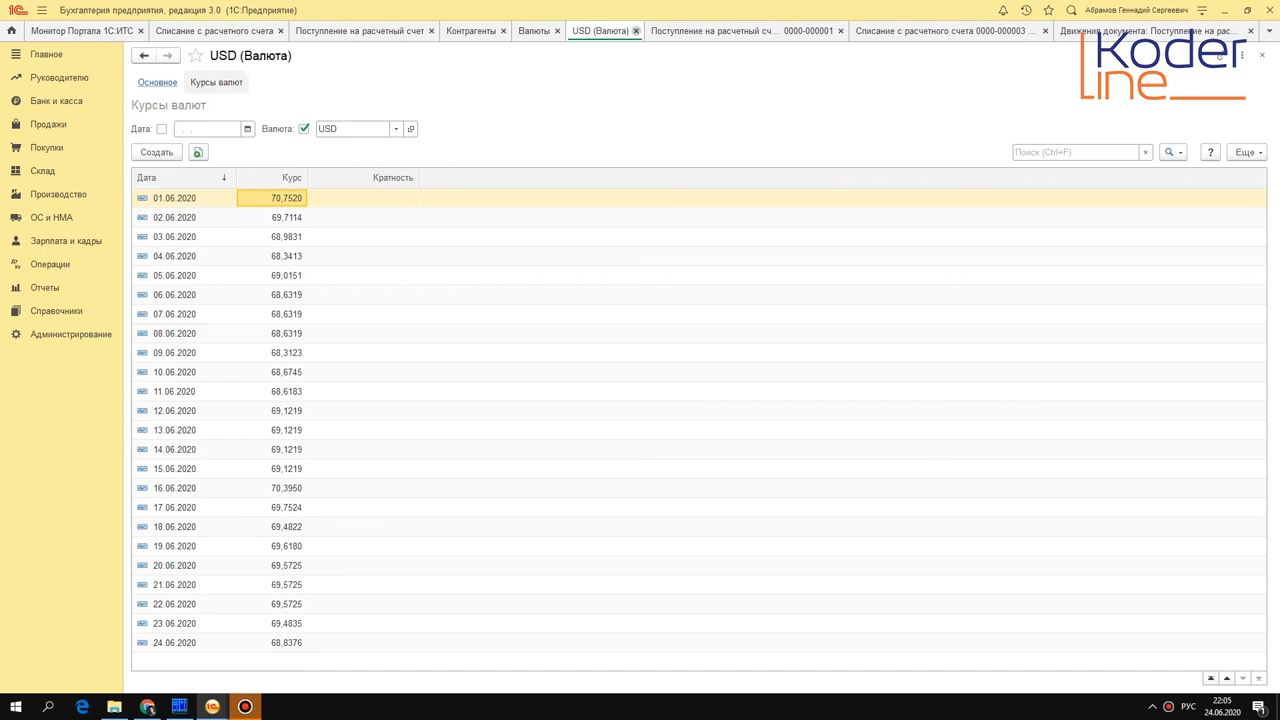 1С Бухгалтерия предприятия, редакция 3.0 (1С:Предприятие) Абрамов Геннадий Сергеевич
Монитор Портала 1С:ИТС Списание с расчетного счета Поступление на расчетный счет Контрагенты Валюты USD (Валюта) Поступление на расчетный сч... 0000-000001 Списание с расчетного счета 0000-000003 ... Движения документа: Поступление на рас...
Koder
line
Главное
Руководителю
Банк и касса
Продажи
Покупки
Склад
Производство
ОС и НМА
Зарплата и кадры
Операции
Отчеты
Справочники
Администрирование
USD (Валюта)
Основное Курсы валют
Курсы валют
Дата: . . Валюта: USD
Создать Поиск (Ctrl+F) ? Еще
Дата Курс Кратность
01.06.2020 70,7520
02.06.2020 69,7114
03.06.2020 68,9831
04.06.2020 68,3413
05.06.2020 69,0151
06.06.2020 68,6319
07.06.2020 68,6319
08.06.2020 68,6319
09.06.2020 68,3123
10.06.2020 68,6745
11.06.2020 68,6183
12.06.2020 69,1219
13.06.2020 69,1219
14.06.2020 69,1219
15.06.2020 69,1219
16.06.2020 70,3950
17.06.2020 69,7524
18.06.2020 69,4822
19.06.2020 69,6180
20.06.2020 69,5725
21.06.2020 69,5725
22.06.2020 69,5725
23.06.2020 69,4835
24.06.2020 68,8376
РУС 22:05
24.06.2020